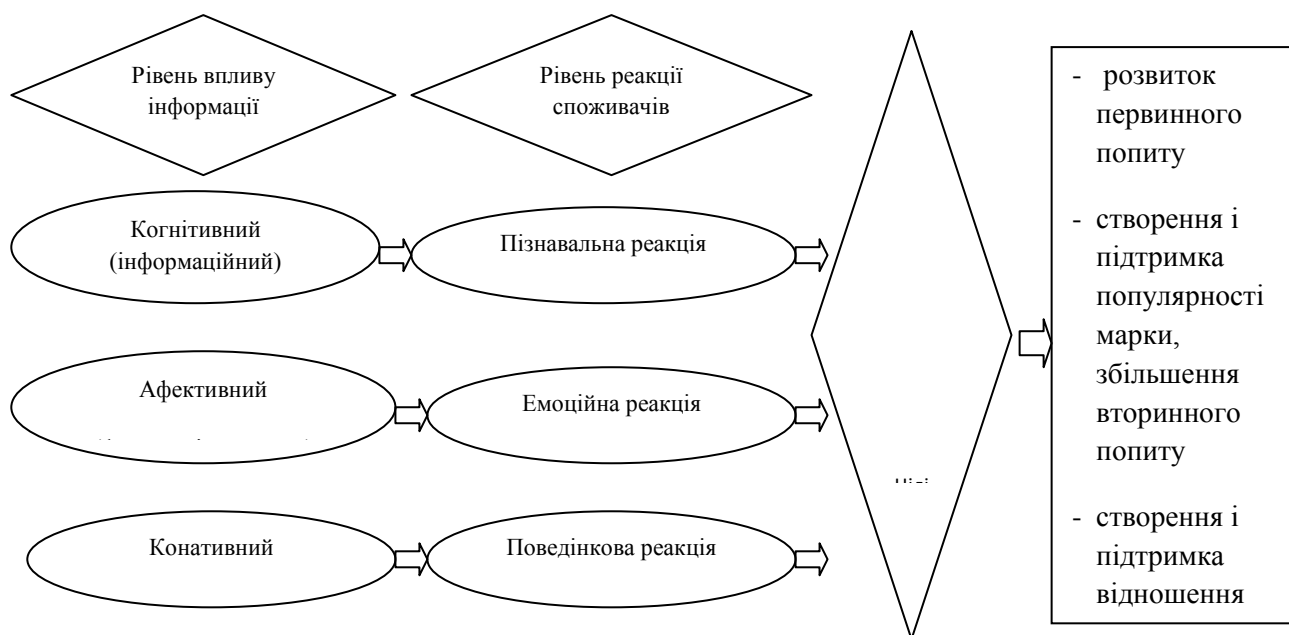 Рівень впливу
інформації
Рівень реакції
споживачів
Когнітивний
(інформаційний)
Пізнавальна реакція
Афективний
Емоційна реакція
Конативний
Поведінкова реакція
- розвиток
первинного
попиту
- створення і
підтримка
популярності
марки,
збільшення
вторинного
попиту
- створення і
підтримка
відношення